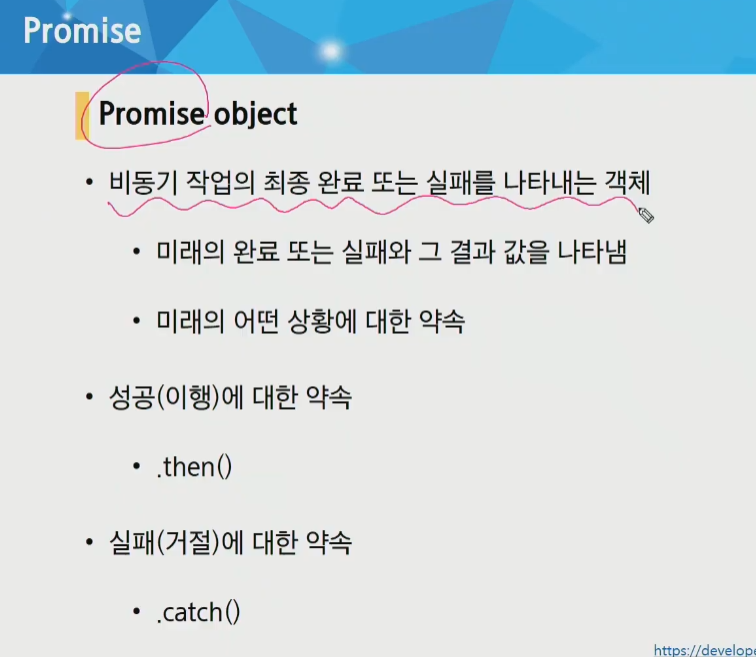 Promise
Promise object
• 비동기 작업의 최종 완료 또는 실패를 나타내는 객체
• 미래의 완료 또는 실패와 그 결과 값을 나타냄
• 미래의 어떤 상황에 대한 약속
• 성공(이행)에 대한 약속
• .then()
• 실패(거절)에 대한 약속
• .catch()
https://develope